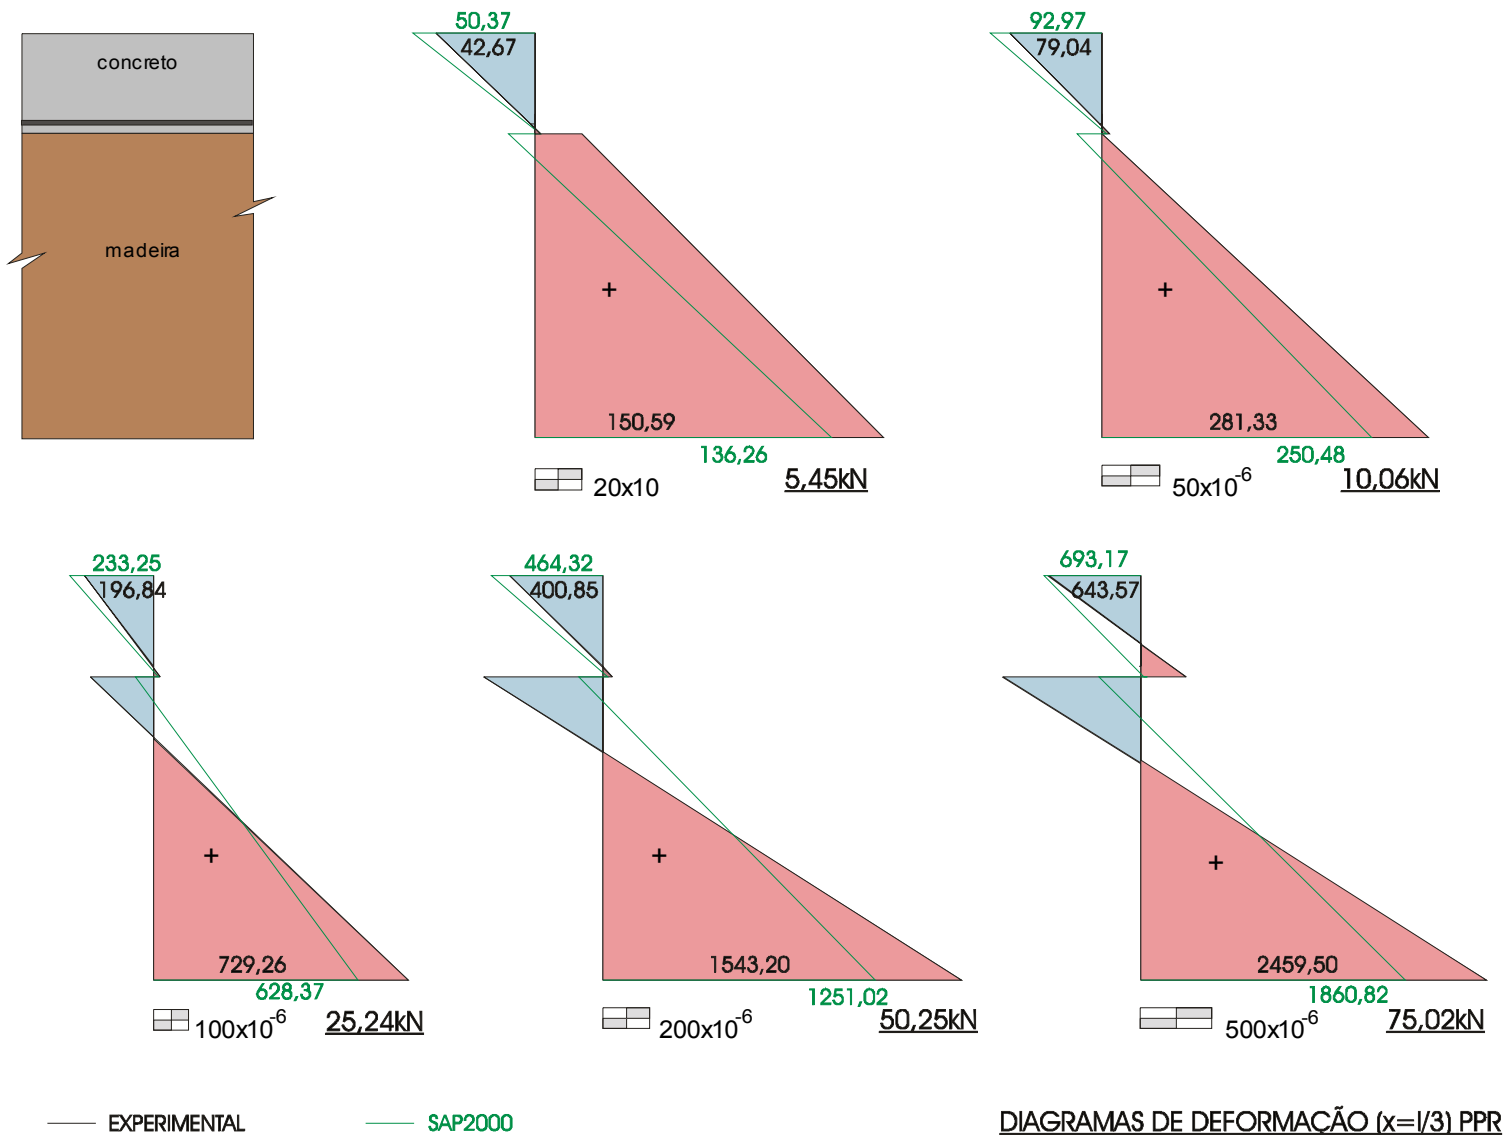 concreto
madeira
50,37
42,67
+
150,59
136,26
20x10
5,45kN
92,97
79,04
+
281,33
250,48
50x10-6
10,06kN
233,25
196,84
+
729,26
628,37
100x10-6
25,24kN
464,32
400,85
+
1543,20
1251,02
200x10-6
50,25kN
693,17
643,57
+
2459,50
1860,82
500x10-6
75,02kN
EXPERIMENTAL
SAP2000
DIAGRAMAS DE DEFORMAÇÃO (x=l/3) PPR